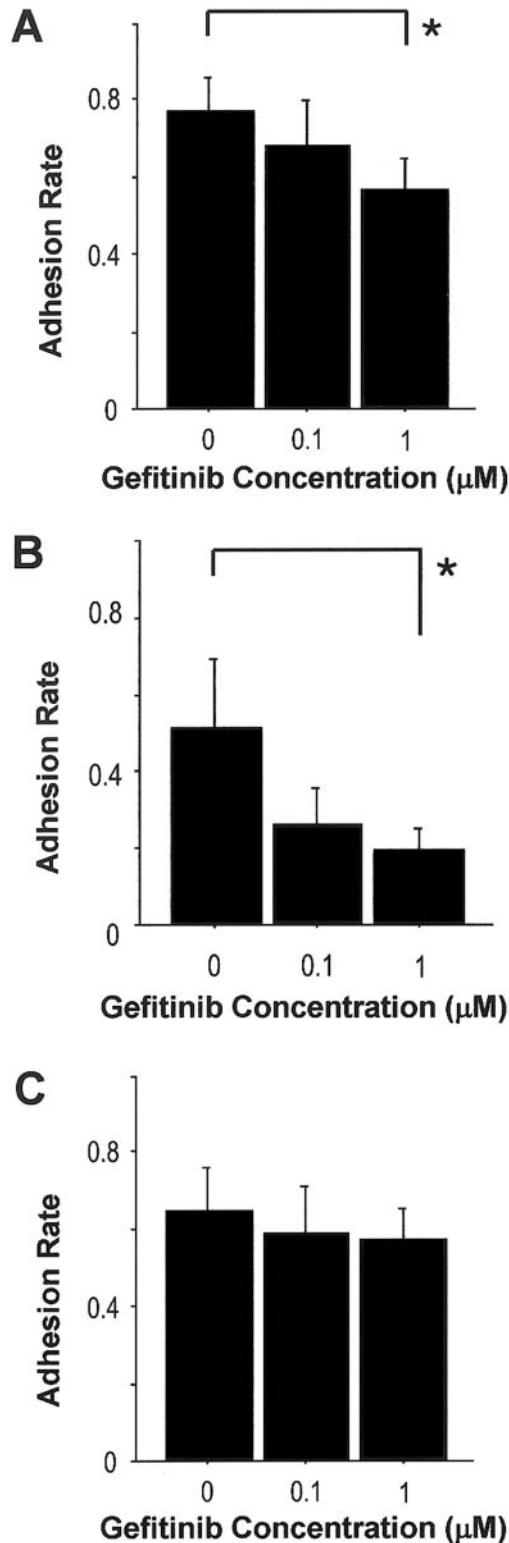 A
*
0.8
0.4
0
Adhesion Rate
0 0.1 1
Gefitinib Concentration (μM)
B
*
0.8
0.4
0
Adhesion Rate
0 0.1 1
Gefitinib Concentration (μM)
C
0.8
0.4
0
Adhesion Rate
0 0.1 1
Gefitinib Concentration (μM)